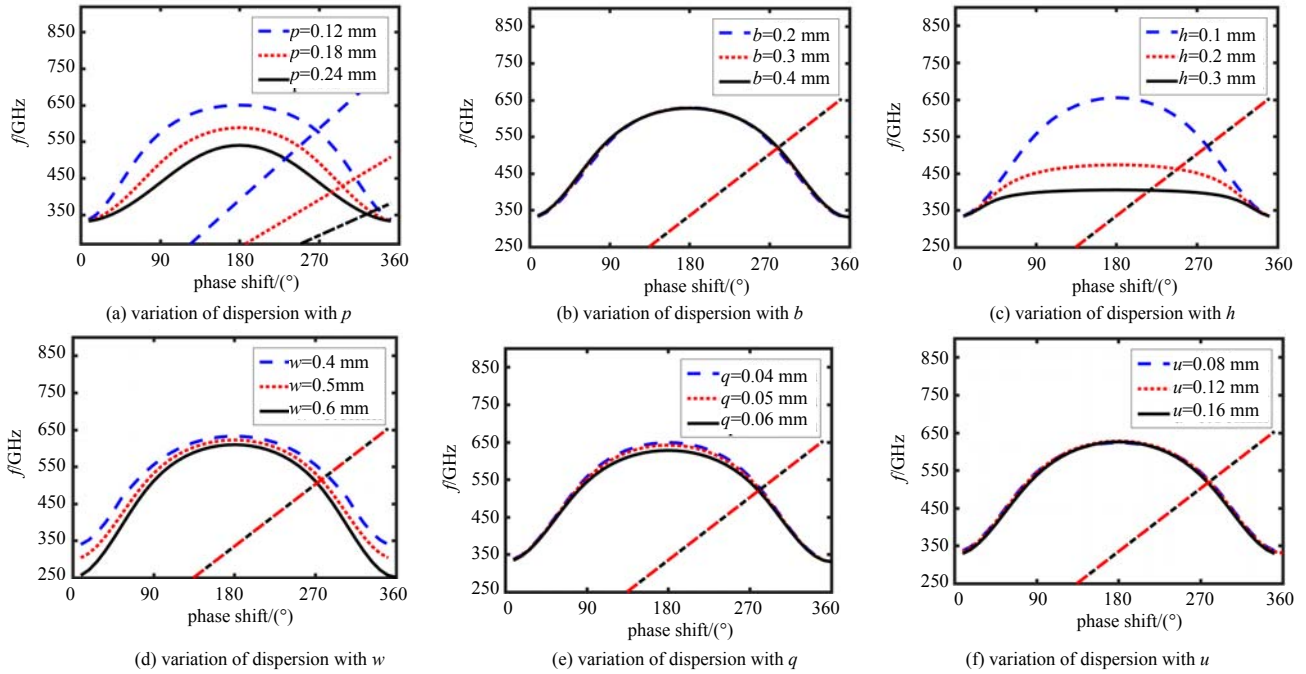 850
750
650
550
450
350
f/GHz
p=0.12 mm
p=0.18 mm
p=0.24 mm
0 90 180 270 360
phase shift/(°)
(a) variation of dispersion with p
850
750
650
550
450
350
250
f/GHz
b=0.2 mm
b=0.3 mm
b=0.4 mm
0 90 180 270 360
phase shift/(°)
(b) variation of dispersion with b
850
750
650
550
450
350
250
f/GHz
h=0.1 mm
h=0.2 mm
h=0.3 mm
0 90 180 270 360
phase shift/(°)
(c) variation of dispersion with h
850
750
650
550
450
350
250
f/GHz
w=0.4 mm
w=0.5mm
w=0.6 mm
0 90 180 270 360
phase shift/(°)
(d) variation of dispersion with w
850
750
650
550
450
350
250
f/GHz
q=0.04 mm
q=0.05 mm
q=0.06 mm
0 90 180 270 360
phase shift/(°)
(e) variation of dispersion with q
850
750
650
550
450
350
250
f/GHz
u=0.08 mm
u=0.12 mm
u=0.16 mm
0 90 180 270 360
phase shift/(°)
(f) variation of dispersion with u